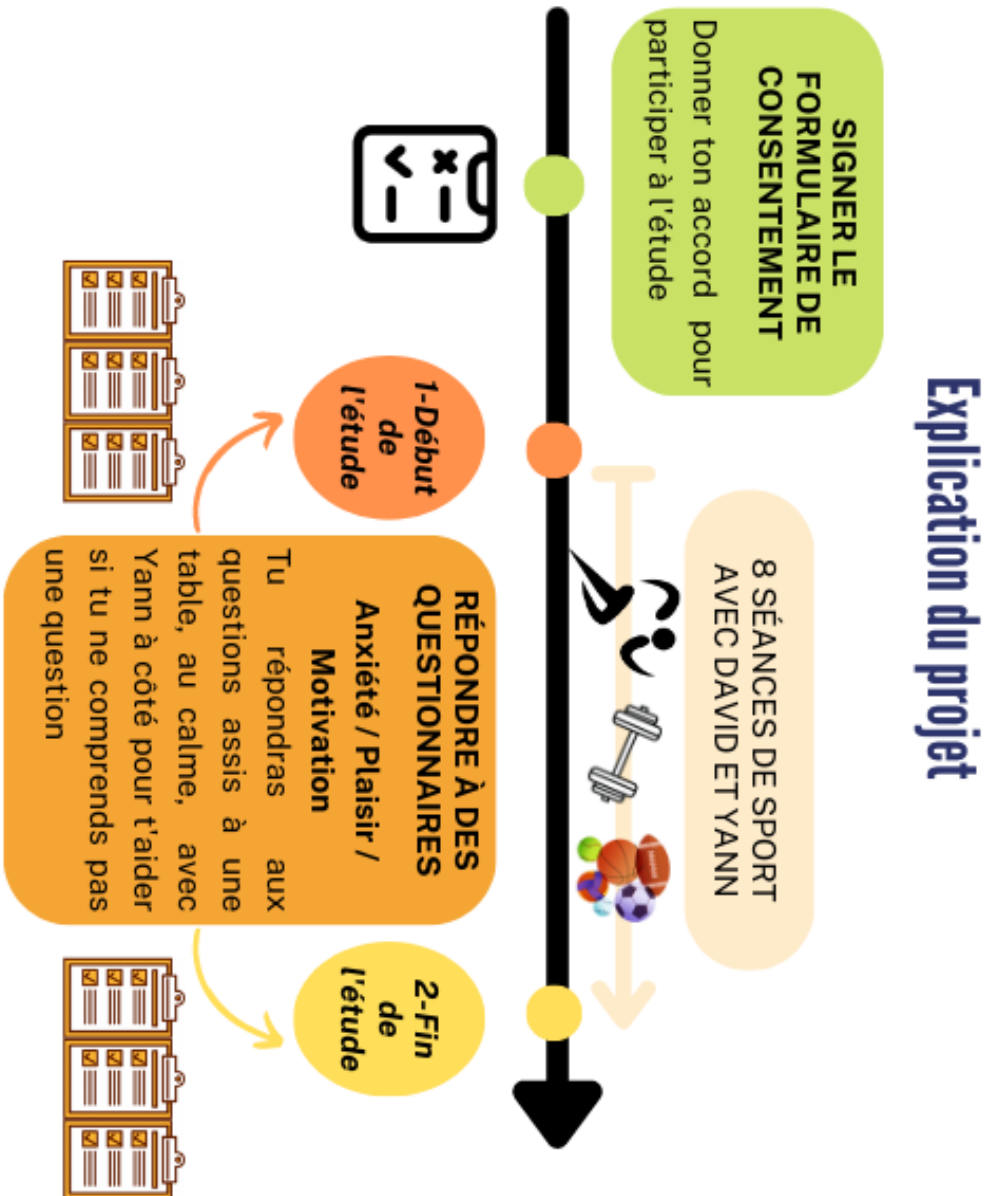 Explication du projet
SIGNER LE
FORMULAIRE DE
CONSENTEMENT
Donner ton accord pour
participer à l'étude
8 SÉANCES DE SPORT
AVEC DAVID ET YANN
1-Début
de
l'étude
2-Fin
de
l'étude
RÉPONDRE À DES
QUESTIONNAIRES
Anxiété / Plaisir /
Motivation
Tu répondras aux
questions assis à une
table, au calme, avec
Yann à côté pour t'aider
si tu ne comprends pas
une question